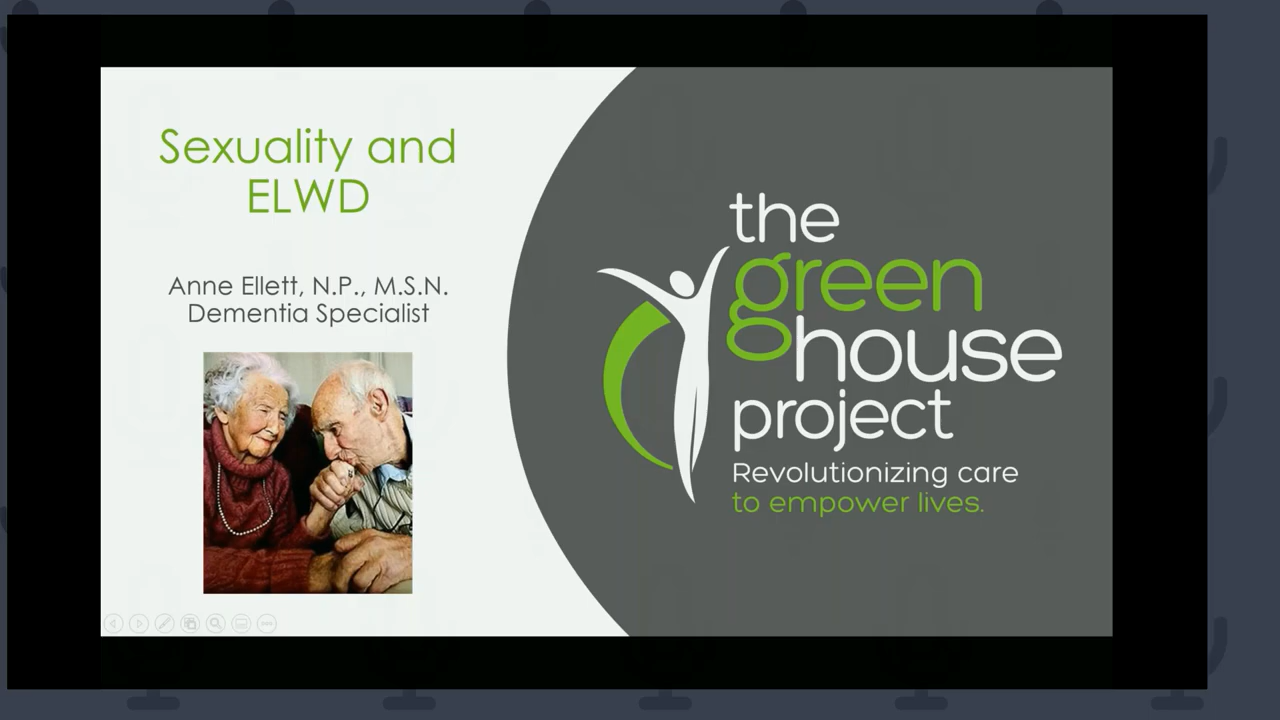 Sexuality and
ELWD
Anne Ellett, N.P., M.S.N.
Dementia Specialist
the
green
house
project
Revolutionizing care
to empower lives.